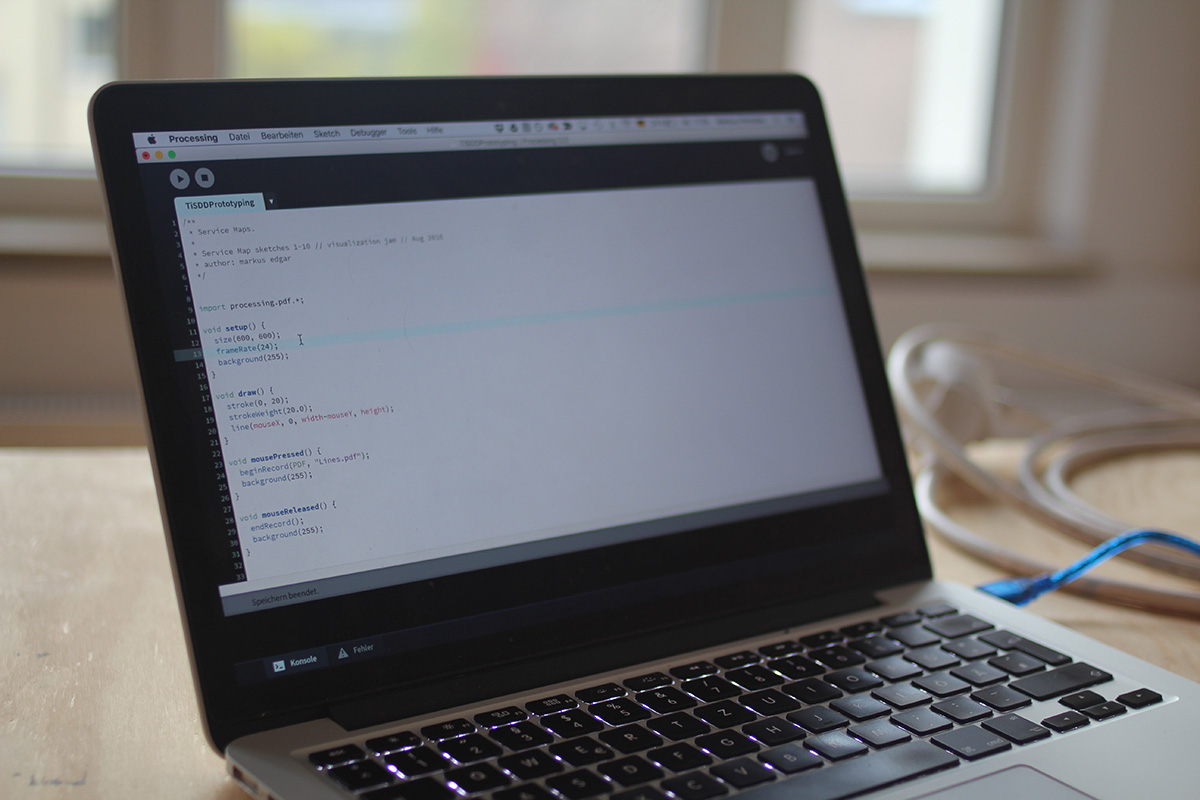 Processing Datei Bearbeiten Sketch Debugger Tools Hilfe
TiSDDPrototyping
1 /**
2 * Service Maps.
3 *
4 * Service Map sketches 1-10 // visualization jam // Aug 2016
5 * author: markus edgar
6 */
7
8
9 import processing.pdf.*;
10
11 void setup() {
12 size(600, 600);
13 frameRate(24);
14 background(255);
15 }
16
17 void draw() {
18 stroke(0, 20);
19 strokeWeight(20.0);
20 line(mouseX, 0, width-mouseY, height);
21 }
22
23 void mousePressed() {
24 beginRecord(PDF, "Lines.pdf");
25 background(255);
26 }
27
28 void mouseReleased() {
29 endRecord();
30 background(255);
31 }
32
33
Speichern beendet.
Konsole Fehler